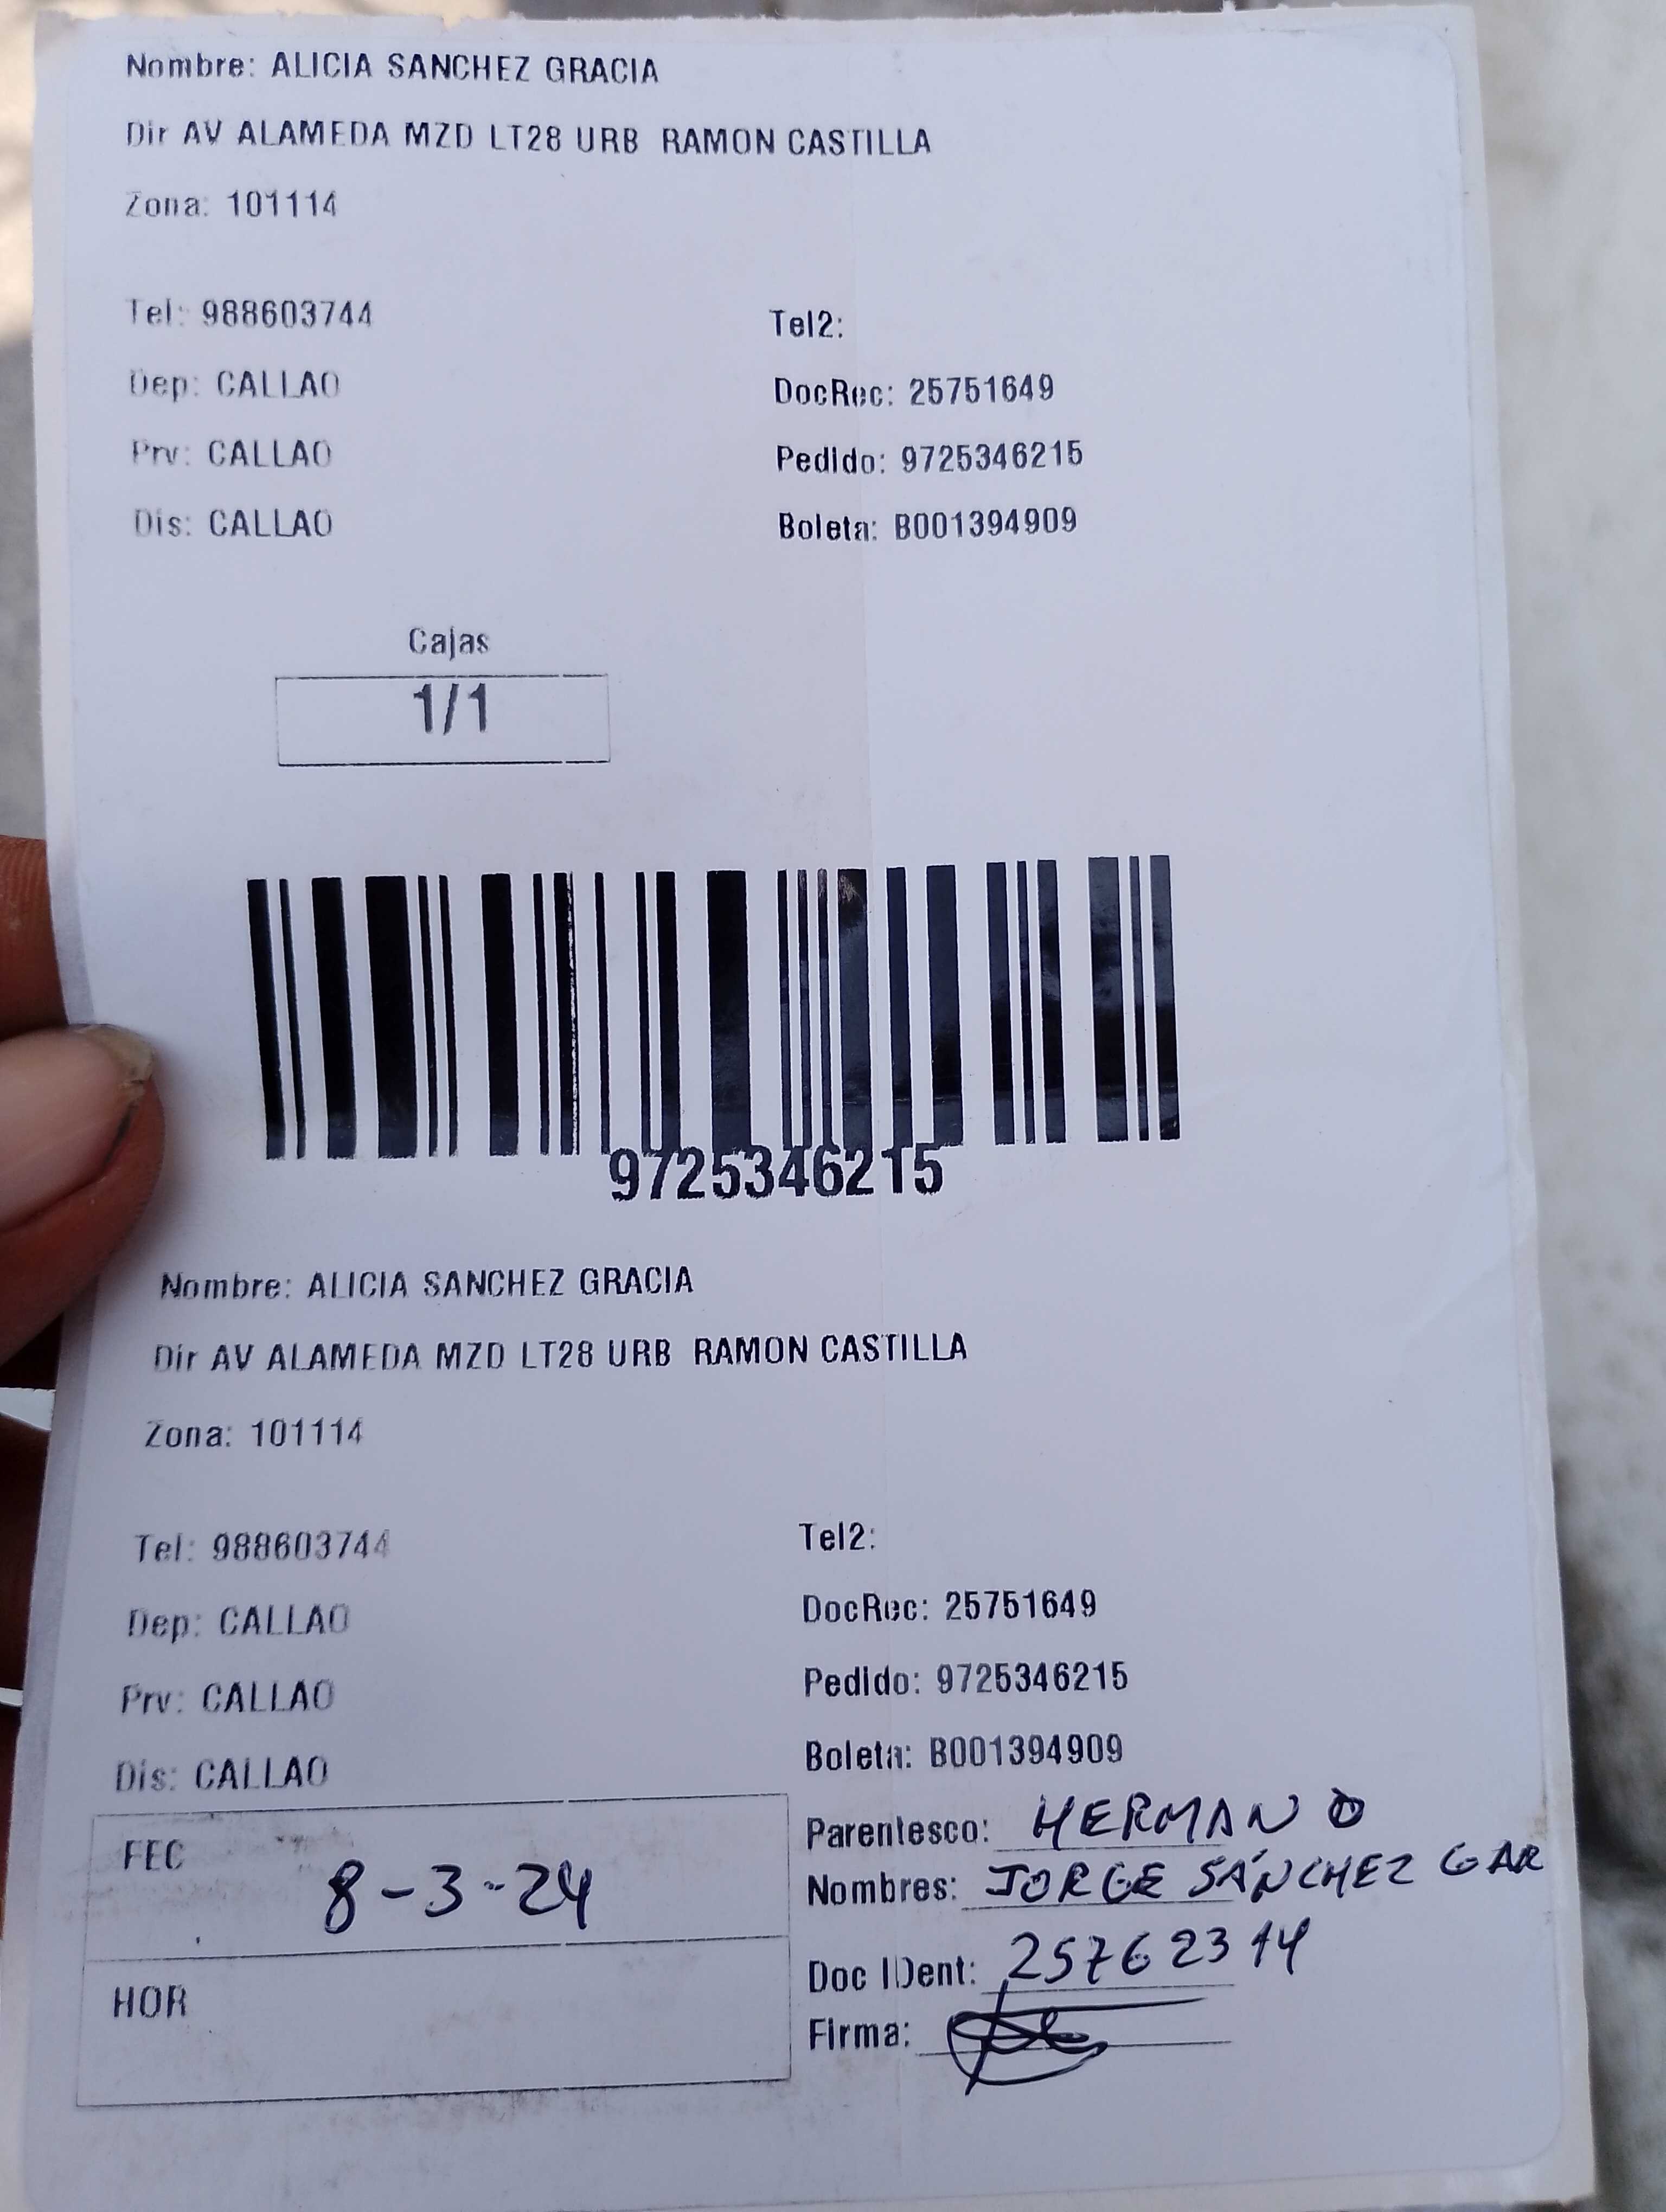 Nombre: ALICIA SANCHEZ GRACIA
Dir AV ALAMEDA MZD LT28 URB RAMON CASTILLA
Zona: 101114
Tel: 988603744
Tel2:
Dep: CALLAO
DocRec: 25751649
Prv: CALLAO
Pedido: 9725346215
Dis: CALLAO
Boleta: B001394909
Cajas
1/1
9725346215
Nombre: ALICIA SANCHEZ GRACIA
Dir AV ALAMEDA MZD LT28 URB RAMON CASTILLA
Zona: 101114
Tel: 988603744
Tel2:
Dep: CALLAO
DocRec: 25751649
Prv: CALLAO
Pedido: 9725346215
Dis: CALLAO
Boleta: B001394909
FEC 8-3-24
HOR
Parentesco: HERMANO
Nombres: JORGE SÁNCHEZ GAR
Doc IDent: 25762314
Firma: